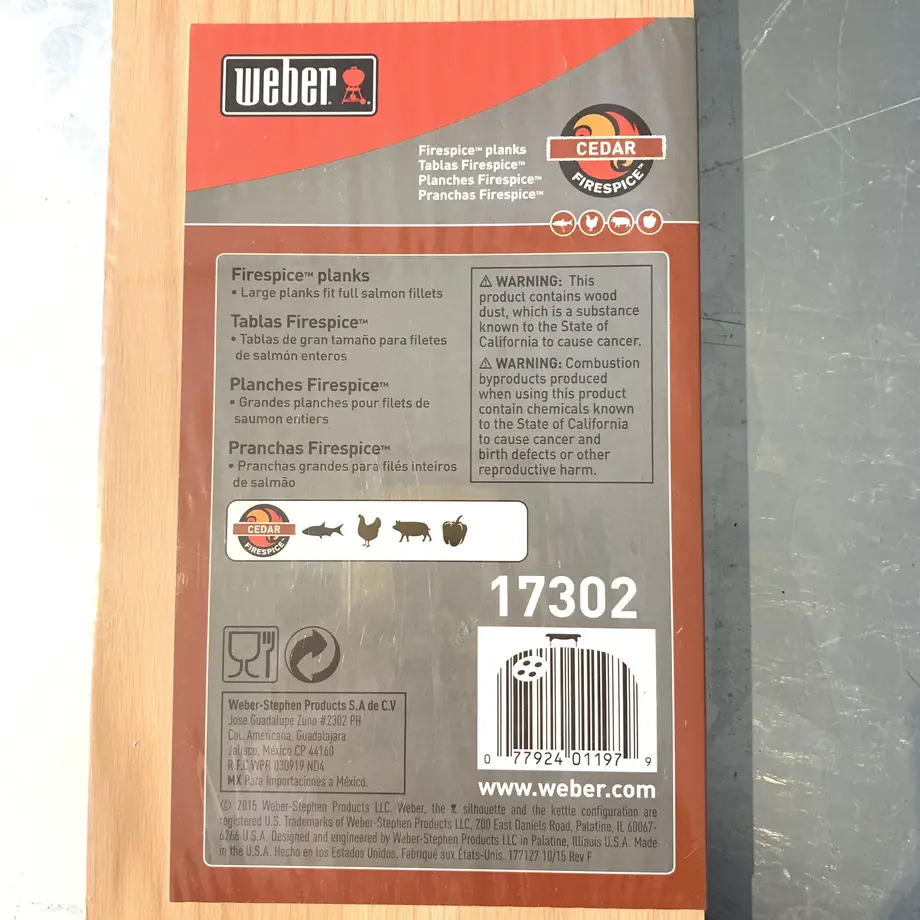 weber
Firespice™ planks
Tablas Firespice™
Planches Firespice™
Pranchas Firespice™
CEDAR
FIRESPICE™
Firespice™ planks
• Large planks fit full salmon fillets
Tablas Firespice™
• Tablas de gran tamaño para filetes
de salmón enteros
Planches Firespice™
• Grandes planches pour filets de
saumon entiers
Pranchas Firespice™
• Pranchas grandes para filés inteiros
de salmão
⚠ WARNING: This
product contains wood
dust, which is a substance
known to the State of
California to cause cancer.
⚠ WARNING: Combustion
byproducts produced
when using this product
contain chemicals known
to the State of California
to cause cancer and
birth defects or other
reproductive harm.
CEDAR
FIRESPICE™
17302
0 77924 01197 9
www.weber.com
Weber-Stephen Products S.A de C.V
Jose Guadalupe Zuno #2302 PH
Col. Americana, Guadalajara
Jalisco, México CP 44160
R.F.C WPR 030919 ND4
MX Para Importaciones a México.
© 2015 Weber-Stephen Products LLC. Weber, the silhouette and the kettle configuration are
registered U.S. Trademarks of Weber-Stephen Products LLC, 200 East Daniels Road, Palatine, IL 60067-
6266 U.S.A. Designed and engineered by Weber-Stephen Products LLC in Palatine, Illinois U.S.A. Made
in the U.S.A. Hecho en los Estados Unidos. Fabriqué aux États-Unis. 177127 10/15 Rev F